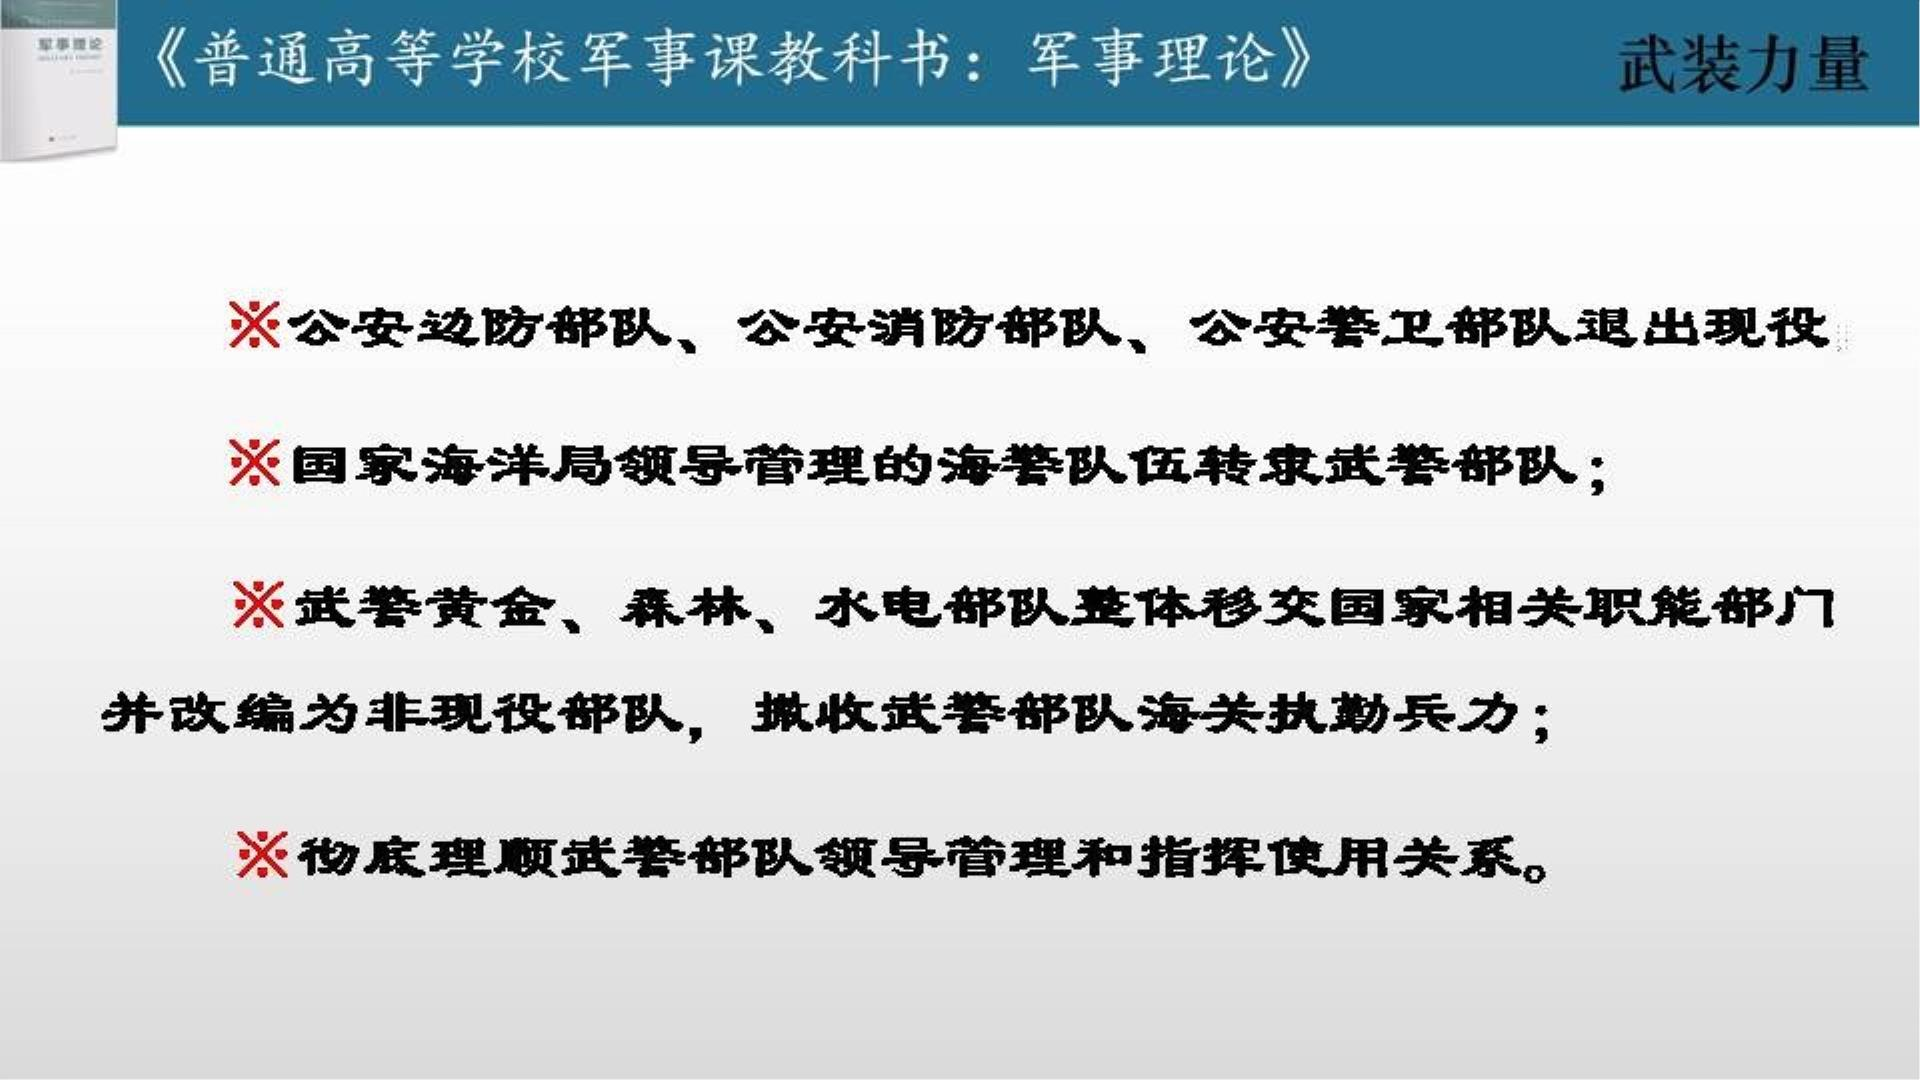 军事理论
《普通高等学校军事课教科书：军事理论》
武装力量
※公安边防部队、公安消防部队、公安警卫部队退出现役
※国家海洋局领导管理的海警队伍转隶武警部队；
※武警黄金、森林、水电部队整体移交国家相关职能部门
并改编为非现役部队，撤收武警部队海关执勤兵力；
※彻底理顺武警部队领导管理和指挥使用关系。